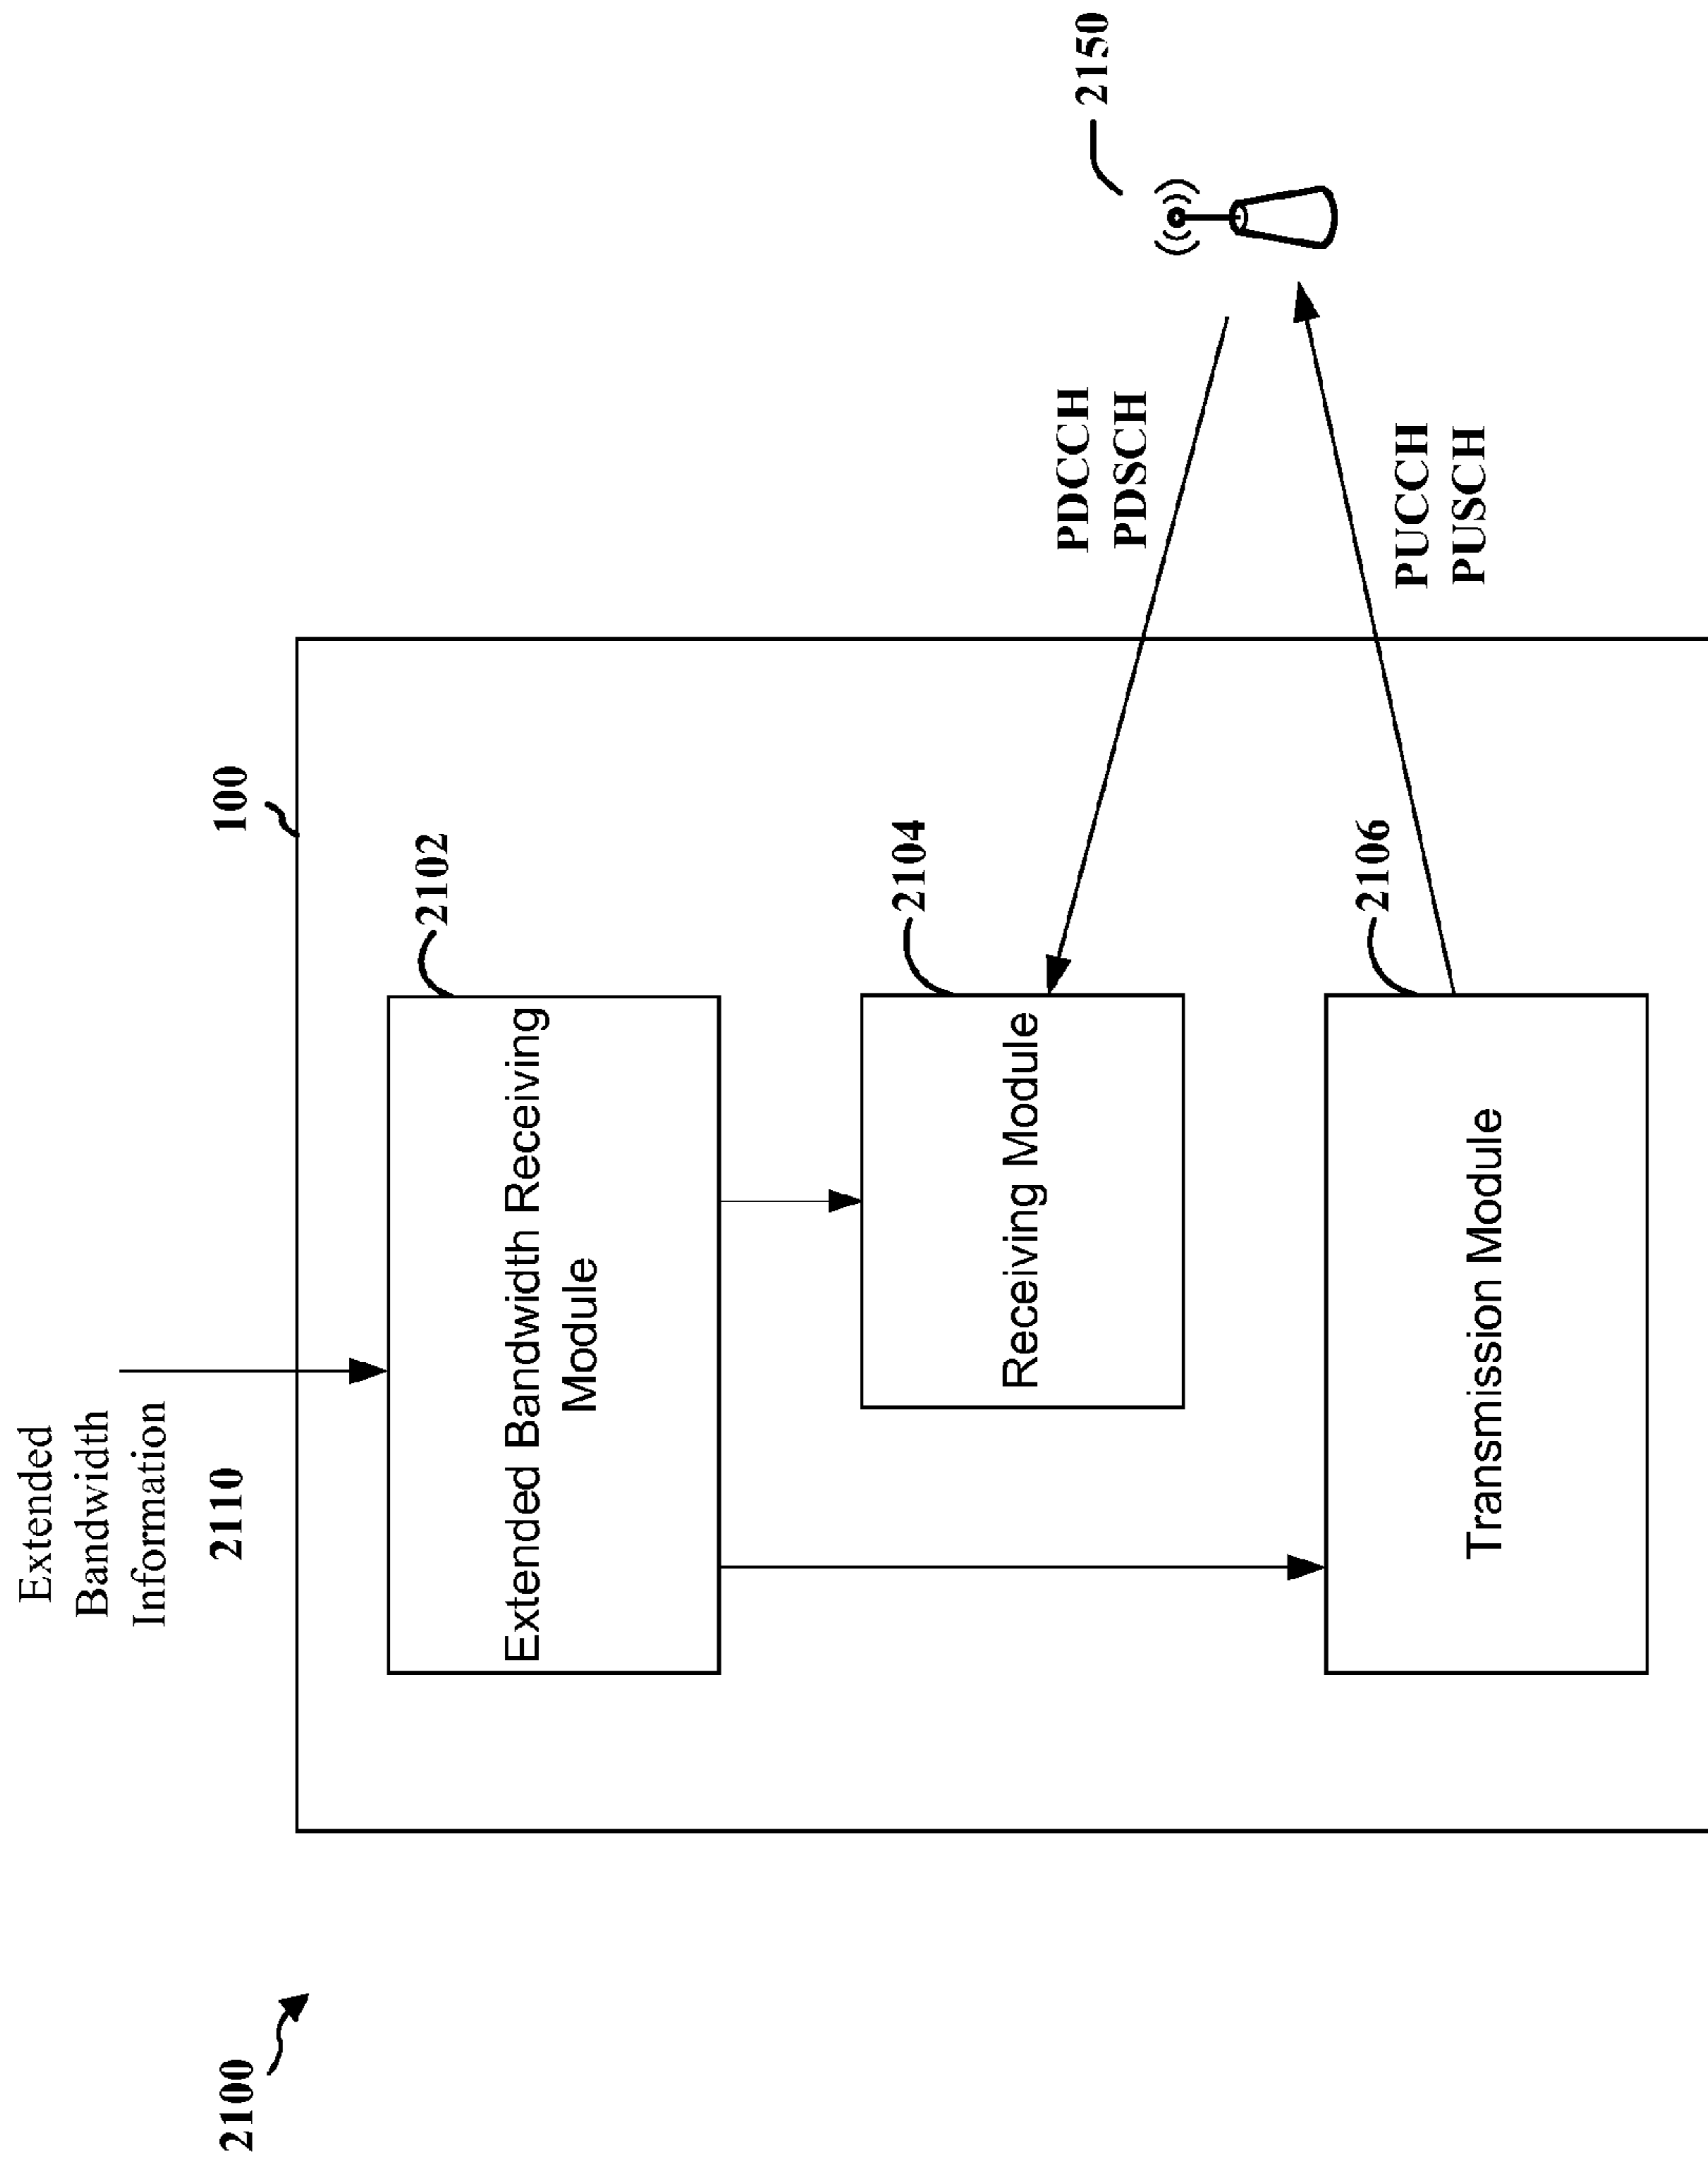 Extended
Bandwidth
Information
2110
2100
100
2102
Extended Bandwidth Receiving
Module
2104
Receiving Module
2106
Transmission Module
PDCCH
PDSCH
PUCCH
PUSCH
2150